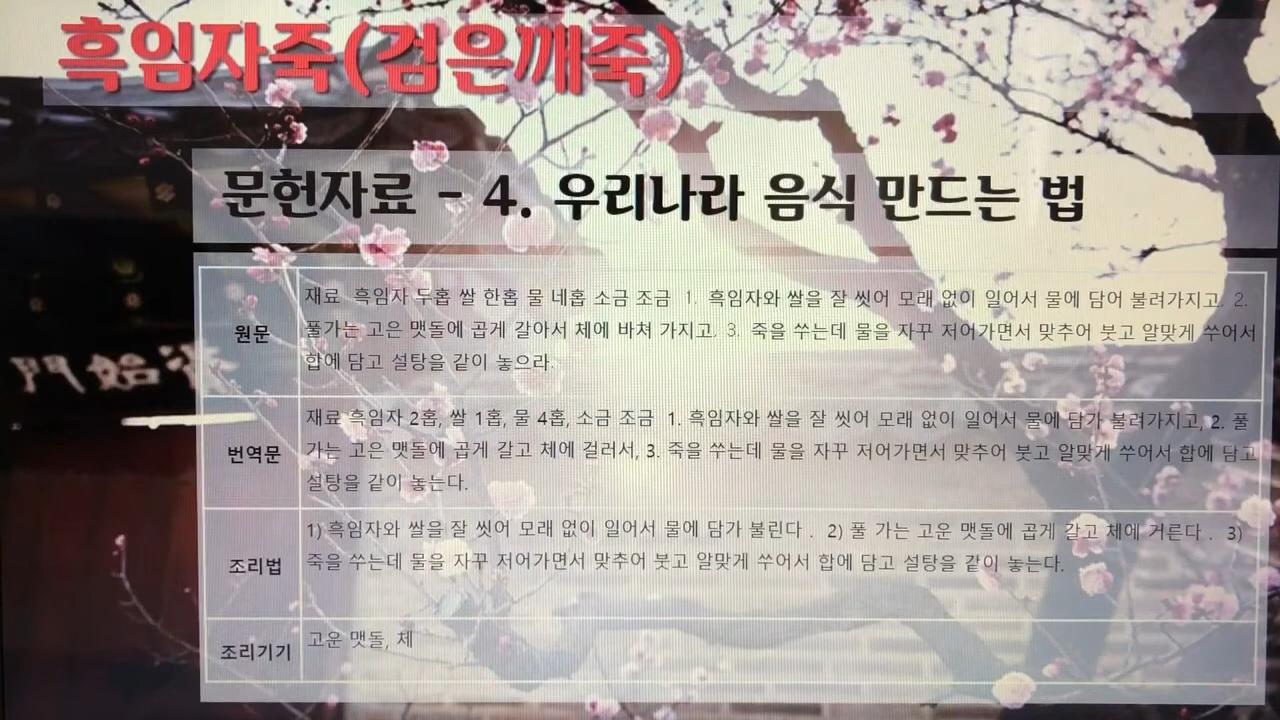 흑임자죽(검은깨죽)
문헌자료 - 4. 우리나라 음식 만드는 법
원문
재료 흑임자 두홉 쌀 한홉 물 네홉 소금 조금 1. 흑임자와 쌀을 잘 씻어 모래 없이 일어서 물에 담어 불려가지고. 2.
풀가는 고은 맷돌에 곱게 갈아서 체에 바쳐 가지고. 3. 죽을 쑤는데 물을 자꾸 저어가면서 맞추어 붓고 알맞게 쑤어서
합에 담고 설탕을 같이 놓으라.
번역문
재료 흑임자 2홉, 쌀 1홉, 물 4홉, 소금 조금 1. 흑임자와 쌀을 잘 씻어 모래 없이 일어서 물에 담가 불려가지고, 2. 풀
가는 고은 맷돌에 곱게 갈고 체에 걸러서, 3. 죽을 쑤는데 물을 자꾸 저어가면서 맞추어 붓고 알맞게 쑤어서 합에 담고
설탕을 같이 놓는다.
조리법
1) 흑임자와 쌀을 잘 씻어 모래 없이 일어서 물에 담가 불린다 . 2) 풀 가는 고운 맷돌에 곱게 갈고 체에 거른다 . 3)
죽을 쑤는데 물을 자꾸 저어가면서 맞추어 붓고 알맞게 쑤어서 합에 담고 설탕을 같이 놓는다.
조리기기
고운 맷돌, 체
門始